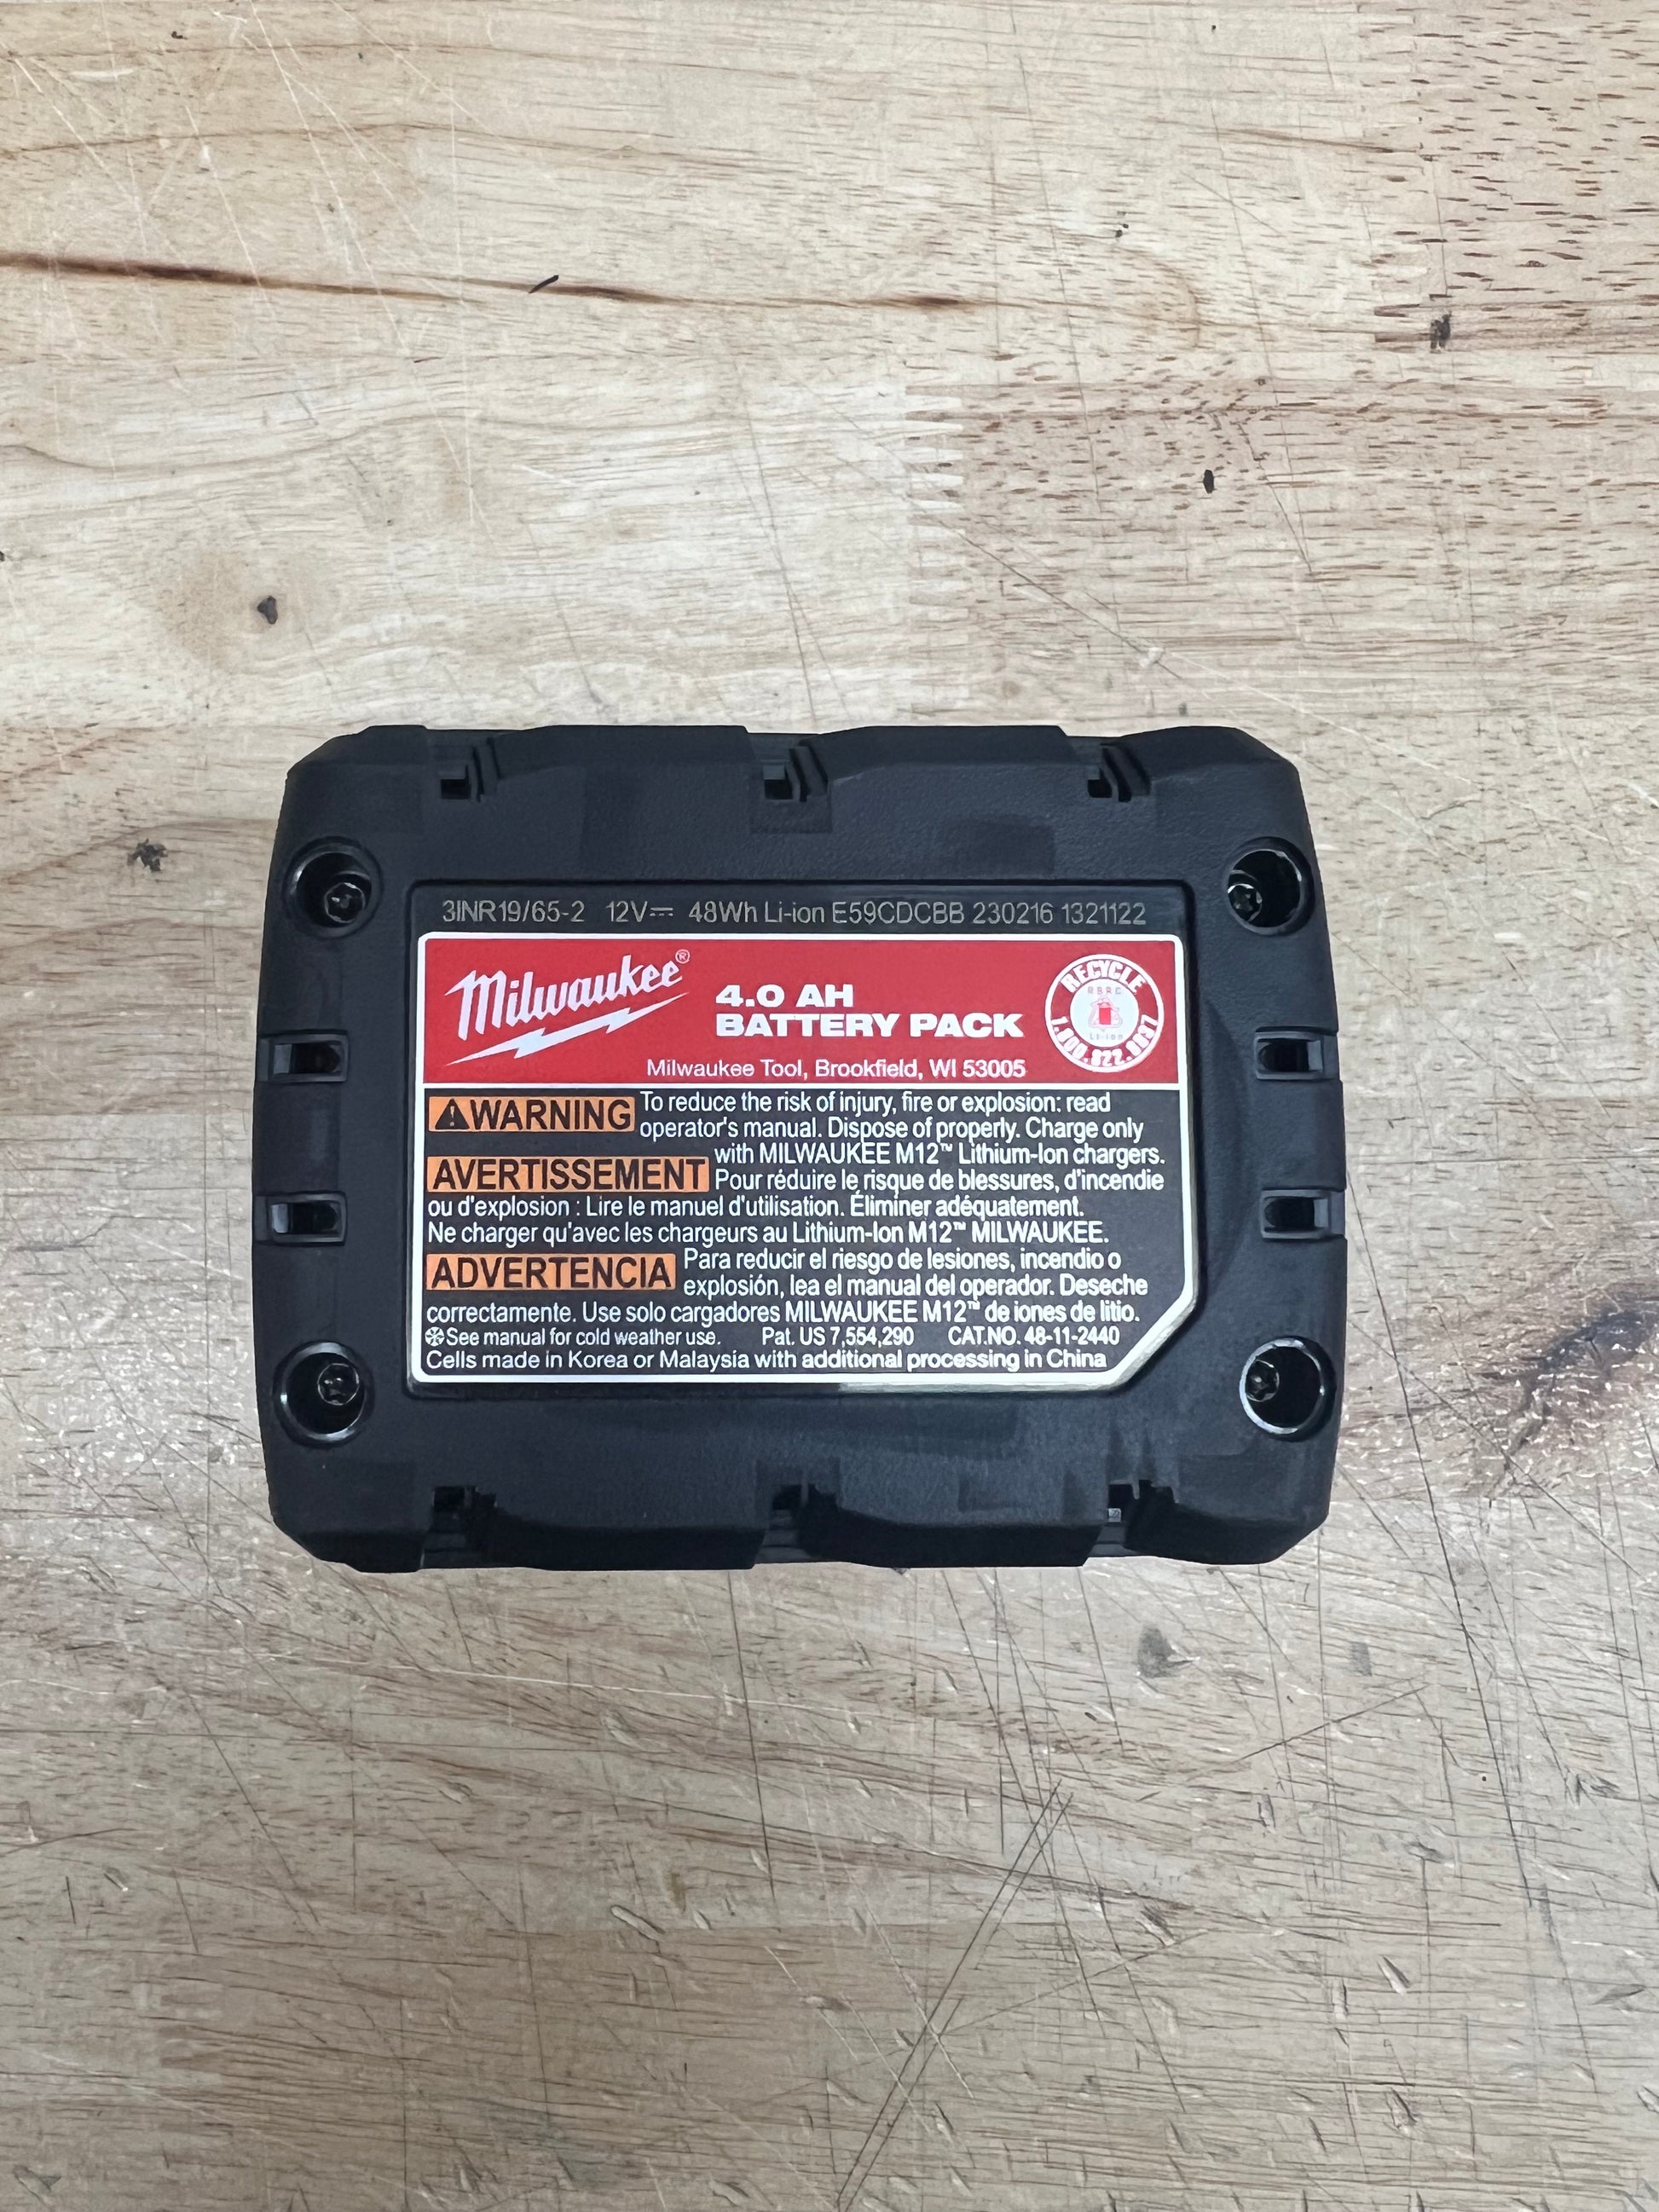 3INR19/65-2 12V⎓ 48Wh Li-ion E59CDCBB 230216 1321122
Milwaukee®
4.0 AH
BATTERY PACK
Milwaukee Tool, Brookfield, WI 53005
RECYCLE
RBRC
Li-ion
1.800.822.8837
⚠WARNING To reduce the risk of injury, fire or explosion: read
operator's manual. Dispose of properly. Charge only
with MILWAUKEE M12™ Lithium-Ion chargers.
AVERTISSEMENT Pour réduire le risque de blessures, d'incendie
ou d'explosion : Lire le manuel d'utilisation. Éliminer adéquatement.
Ne charger qu'avec les chargeurs au Lithium-Ion M12™ MILWAUKEE.
ADVERTENCIA Para reducir el riesgo de lesiones, incendio o
explosión, lea el manual del operador. Deseche
correctamente. Use solo cargadores MILWAUKEE M12™ de iones de litio.
❄See manual for cold weather use. Pat. US 7,554,290 CAT.NO. 48-11-2440
Cells made in Korea or Malaysia with additional processing in China